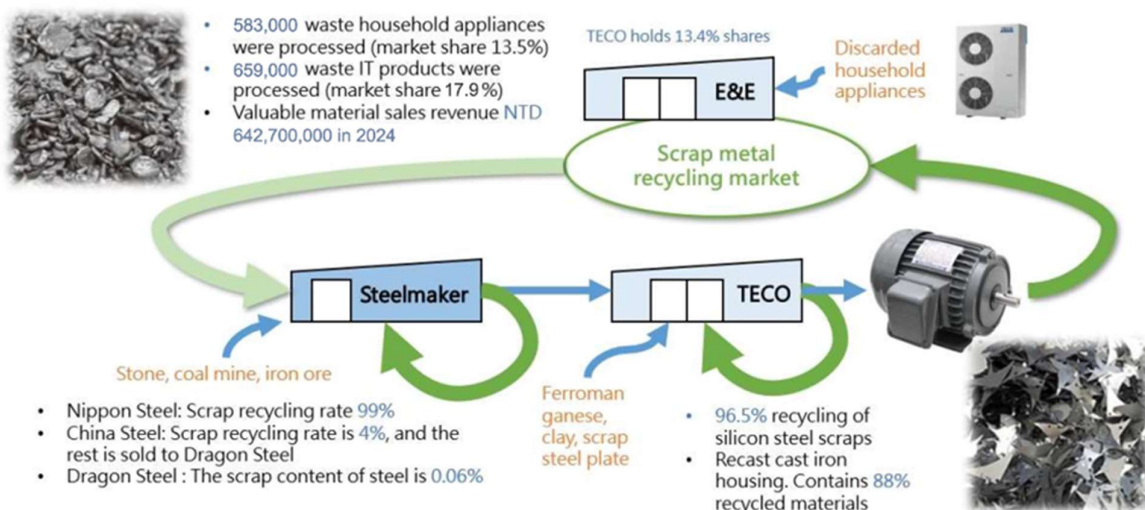 • 583,000 waste household appliances
were processed (market share 13.5%)
• 659,000 waste IT products were
processed (market share 17.9%)
• Valuable material sales revenue NTD
642,700,000 in 2024
TECO holds 13.4% shares
E&E
Discarded
household
appliances
Scrap metal
recycling market
Steelmaker
TECO
Stone, coal mine, iron ore
• Nippon Steel: Scrap recycling rate 99%
• China Steel: Scrap recycling rate is 4%, and the
rest is sold to Dragon Steel
• Dragon Steel : The scrap content of steel is 0.06%
Ferroman
ganese,
clay, scrap
steel plate
• 96.5% recycling of
silicon steel scraps
• Recast cast iron
housing. Contains 88%
recycled materials